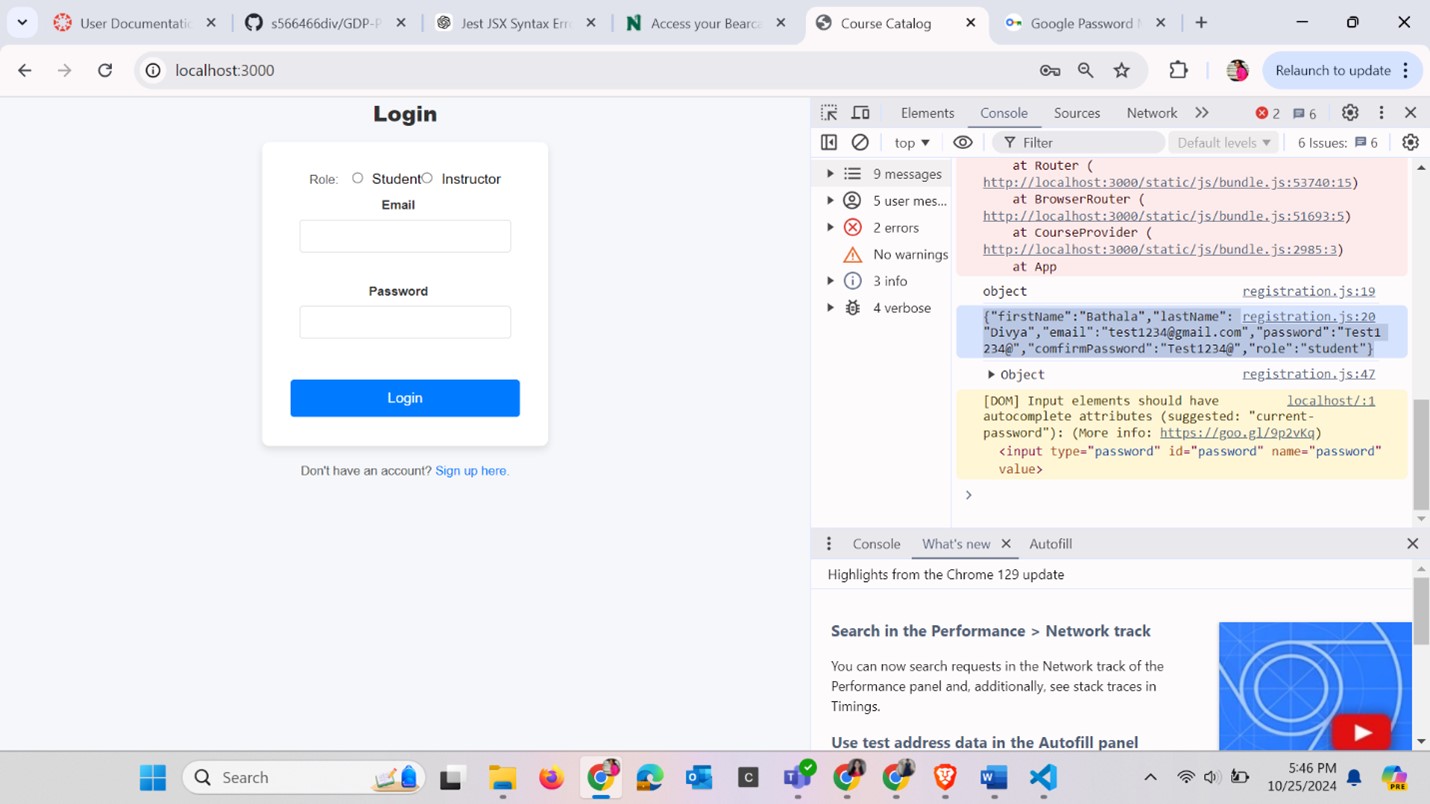 User Documentatio
s566466div/GDP-P
Jest JSX Syntax Erro
Access your Bearca
Course Catalog
Google Password M
localhost:3000
Relaunch to update
Login
Role: Student Instructor
Email
Password
Login
Don't have an account? Sign up here.
Elements Console Sources Network 2 6
top Filter Default levels 6 Issues: 6
9 messages
5 user mes...
2 errors
No warnings
3 info
4 verbose
at Router (
http://localhost:3000/static/js/bundle.js:53740:15)
at BrowserRouter (
http://localhost:3000/static/js/bundle.js:51693:5)
at CourseProvider (
http://localhost:3000/static/js/bundle.js:2985:3)
at App
object registration.js:19
{"firstName":"Bathala","lastName": registration.js:20
"Divya","email":"test1234@gmail.com","password":"Test1
234@","comfirmPassword":"Test1234@","role":"student"}
Object registration.js:47
[DOM] Input elements should have localhost/:1
autocomplete attributes (suggested: "current-
password"): (More info: https://goo.gl/9p2vKq)
<input type="password" id="password" name="password"
value>
Console What's new Autofill
Highlights from the Chrome 129 update
Search in the Performance > Network track
You can now search requests in the Network track of the
Performance panel and, additionally, see stack traces in
Timings.
Use test address data in the Autofill panel
Search
5:46 PM
10/25/2024
PRE